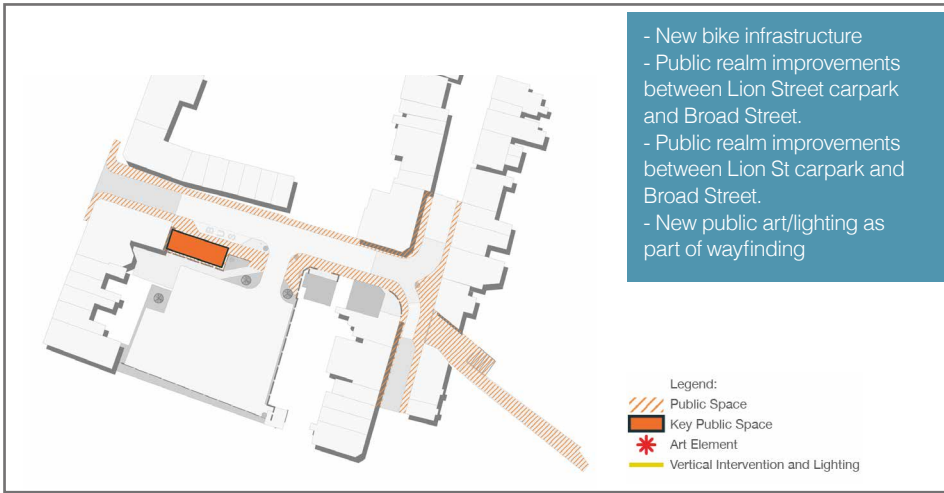 - New bike infrastructure
- Public realm improvements
between Lion Street carpark
and Broad Street.
- Public realm improvements
between Lion St carpark and
Broad Street.
- New public art/lighting as
part of wayfinding
Legend:
Public Space
Key Public Space
Art Element
Vertical Intervention and Lighting